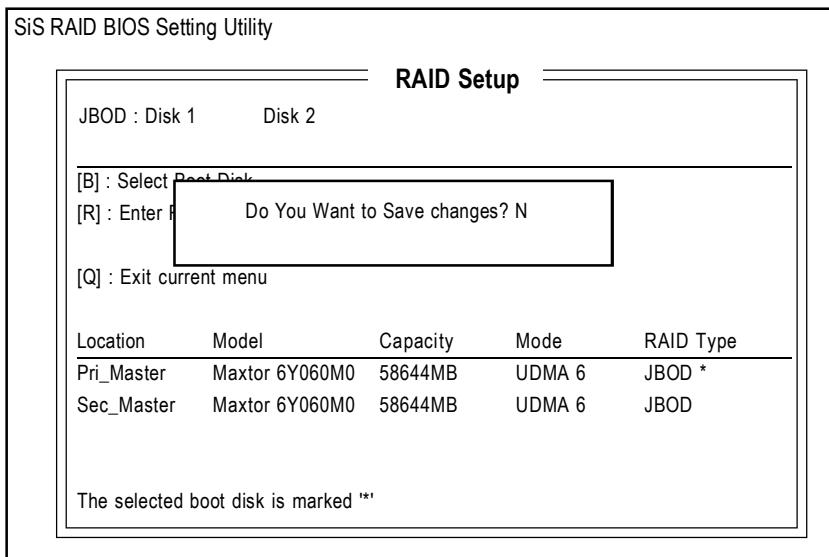 SiS RAID BIOS Setting Utility
RAID Setup
JBOD : Disk 1 Disk 2
[B] : Select Boot Disk
[R] : Enter
Do You Want to Save changes? N
[Q] : Exit current menu
Location Model Capacity Mode RAID Type
Pri_Master Maxtor 6Y060M0 58644MB UDMA 6 JBOD *
Sec_Master Maxtor 6Y060M0 58644MB UDMA 6 JBOD
The selected boot disk is marked '*'